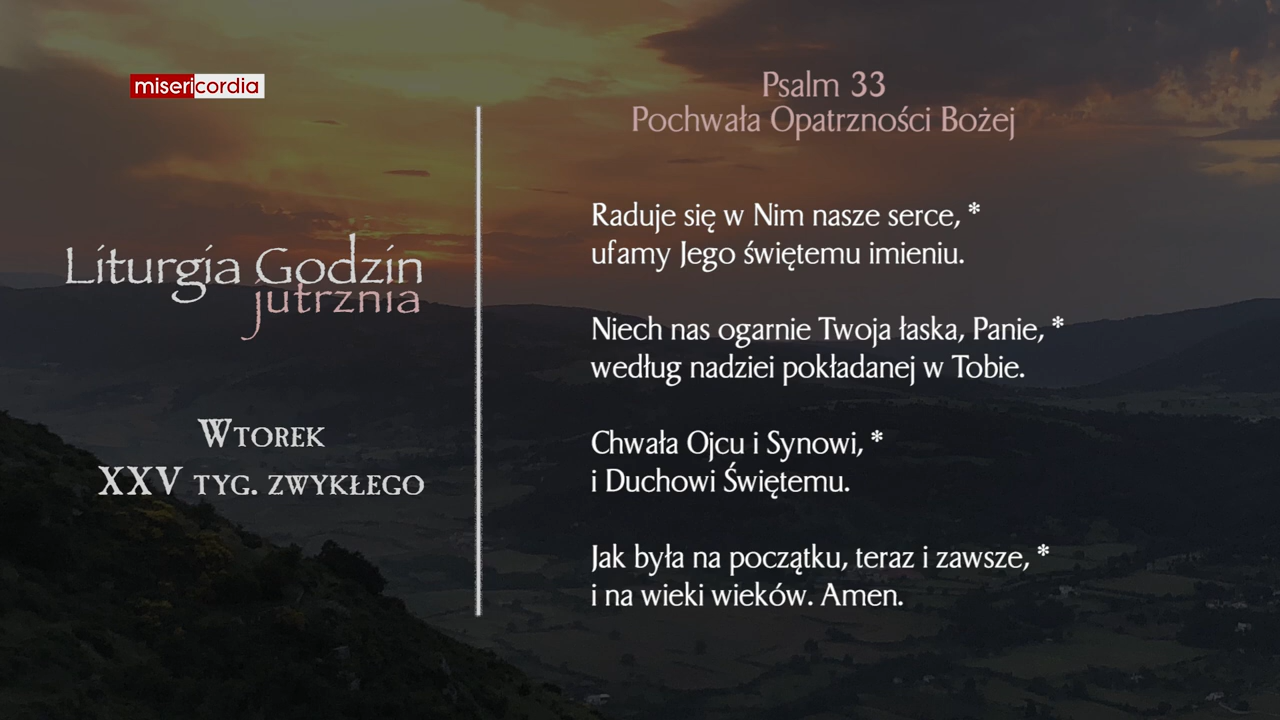 misericordia
Liturgia Godzin
jutrznia
Wtorek
XXV tyg. zwykłego
Psalm 33
Pochwała Opatrzności Bożej
Raduje się w Nim nasze serce, *
ufamy Jego świętemu imieniu.
Niech nas ogarnie Twoja łaska, Panie, *
według nadziei pokładanej w Tobie.
Chwała Ojcu i Synowi, *
i Duchowi Świętemu.
Jak była na początku, teraz i zawsze, *
i na wieki wieków. Amen.